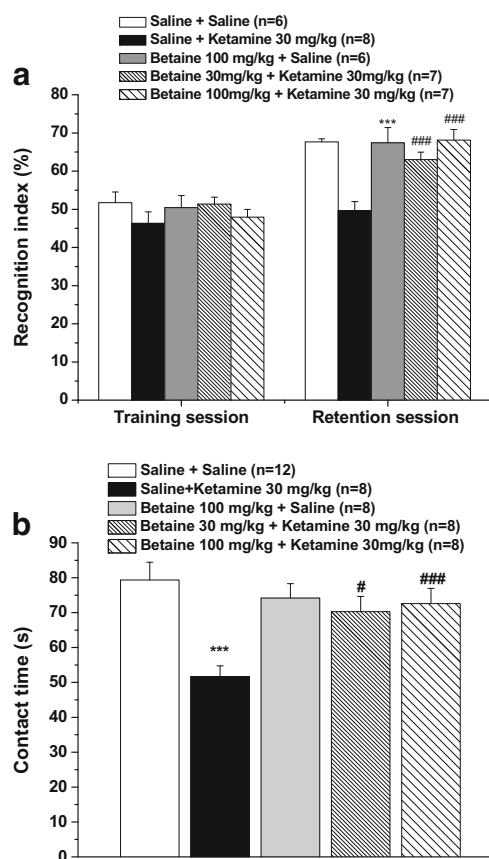 a
Saline + Saline (n=6)
Saline + Ketamine 30 mg/kg (n=8)
Betaine 100 mg/kg + Saline (n=6)
Betaine 30mg/kg + Ketamine 30mg/kg (n=7)
Betaine 100mg/kg + Ketamine 30 mg/kg (n=7)
Recognition index (%)
80
70
60
50
40
30
20
10
0
***
###
###
Training session
Retention session
b
Saline + Saline (n=12)
Saline+Ketamine 30 mg/kg (n=8)
Betaine 100 mg/kg + Saline (n=8)
Betaine 30 mg/kg + Ketamine 30 mg/kg (n=8)
Betaine 100 mg/kg + Ketamine 30mg/kg (n=8)
Contact time (s)
90
80
70
60
50
40
30
20
10
0
***
#
###